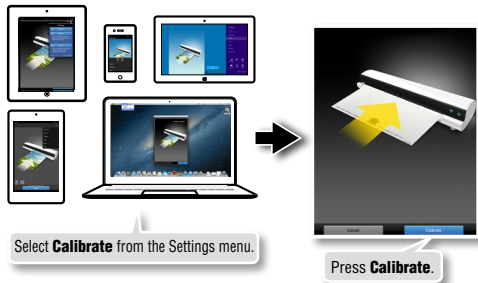 Cancel
Calibrate
Select Calibrate from the Settings menu.
Press Calibrate.